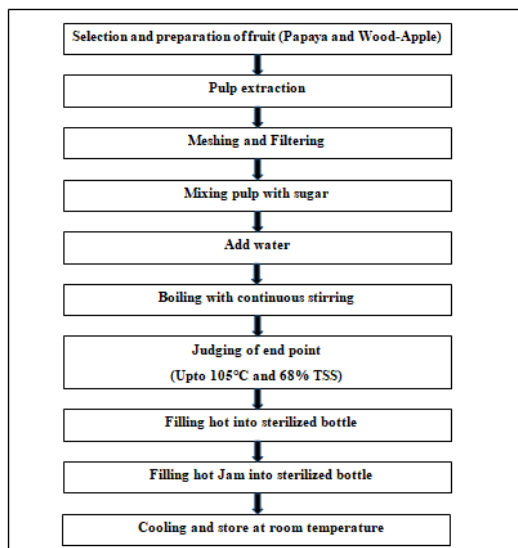 Selection and preparation of fruit (Papaya and Wood-Apple)
Pulp extraction
Meshing and Filtering
Mixing pulp with sugar
Add water
Boiling with continuous stirring
Judging of end point
(Upto 105°C and 68% TSS)
Filling hot into sterilized bottle
Filling hot Jam into sterilized bottle
Cooling and store at room temperature